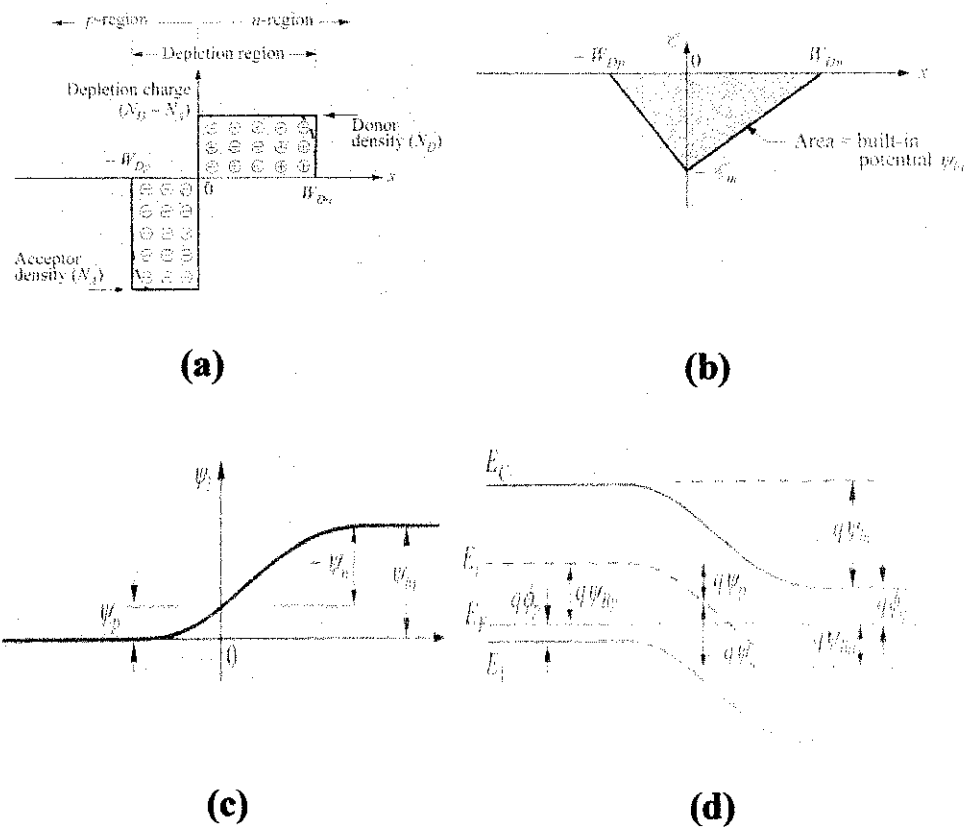 p-region
n-region
Depletion region
Depletion charge
(N_D − N_A)
Donor
density (N_D)
− W_Dp
0
x
W_Dn
Acceptor
density (N_A)
(a)
ℰ
− W_Dp
0
W_Dn
x
Area = built-in
potential ψ_bi
− ℰ_m
(b)
ψ_i
− ψ_n
ψ_bi
ψ_p
0
(c)
E_C
qψ_bi
E_i
qφ_p
qψ_Bp
qψ_p
qφ_n
E_F
qψ_n
qψ_Bn
(d)